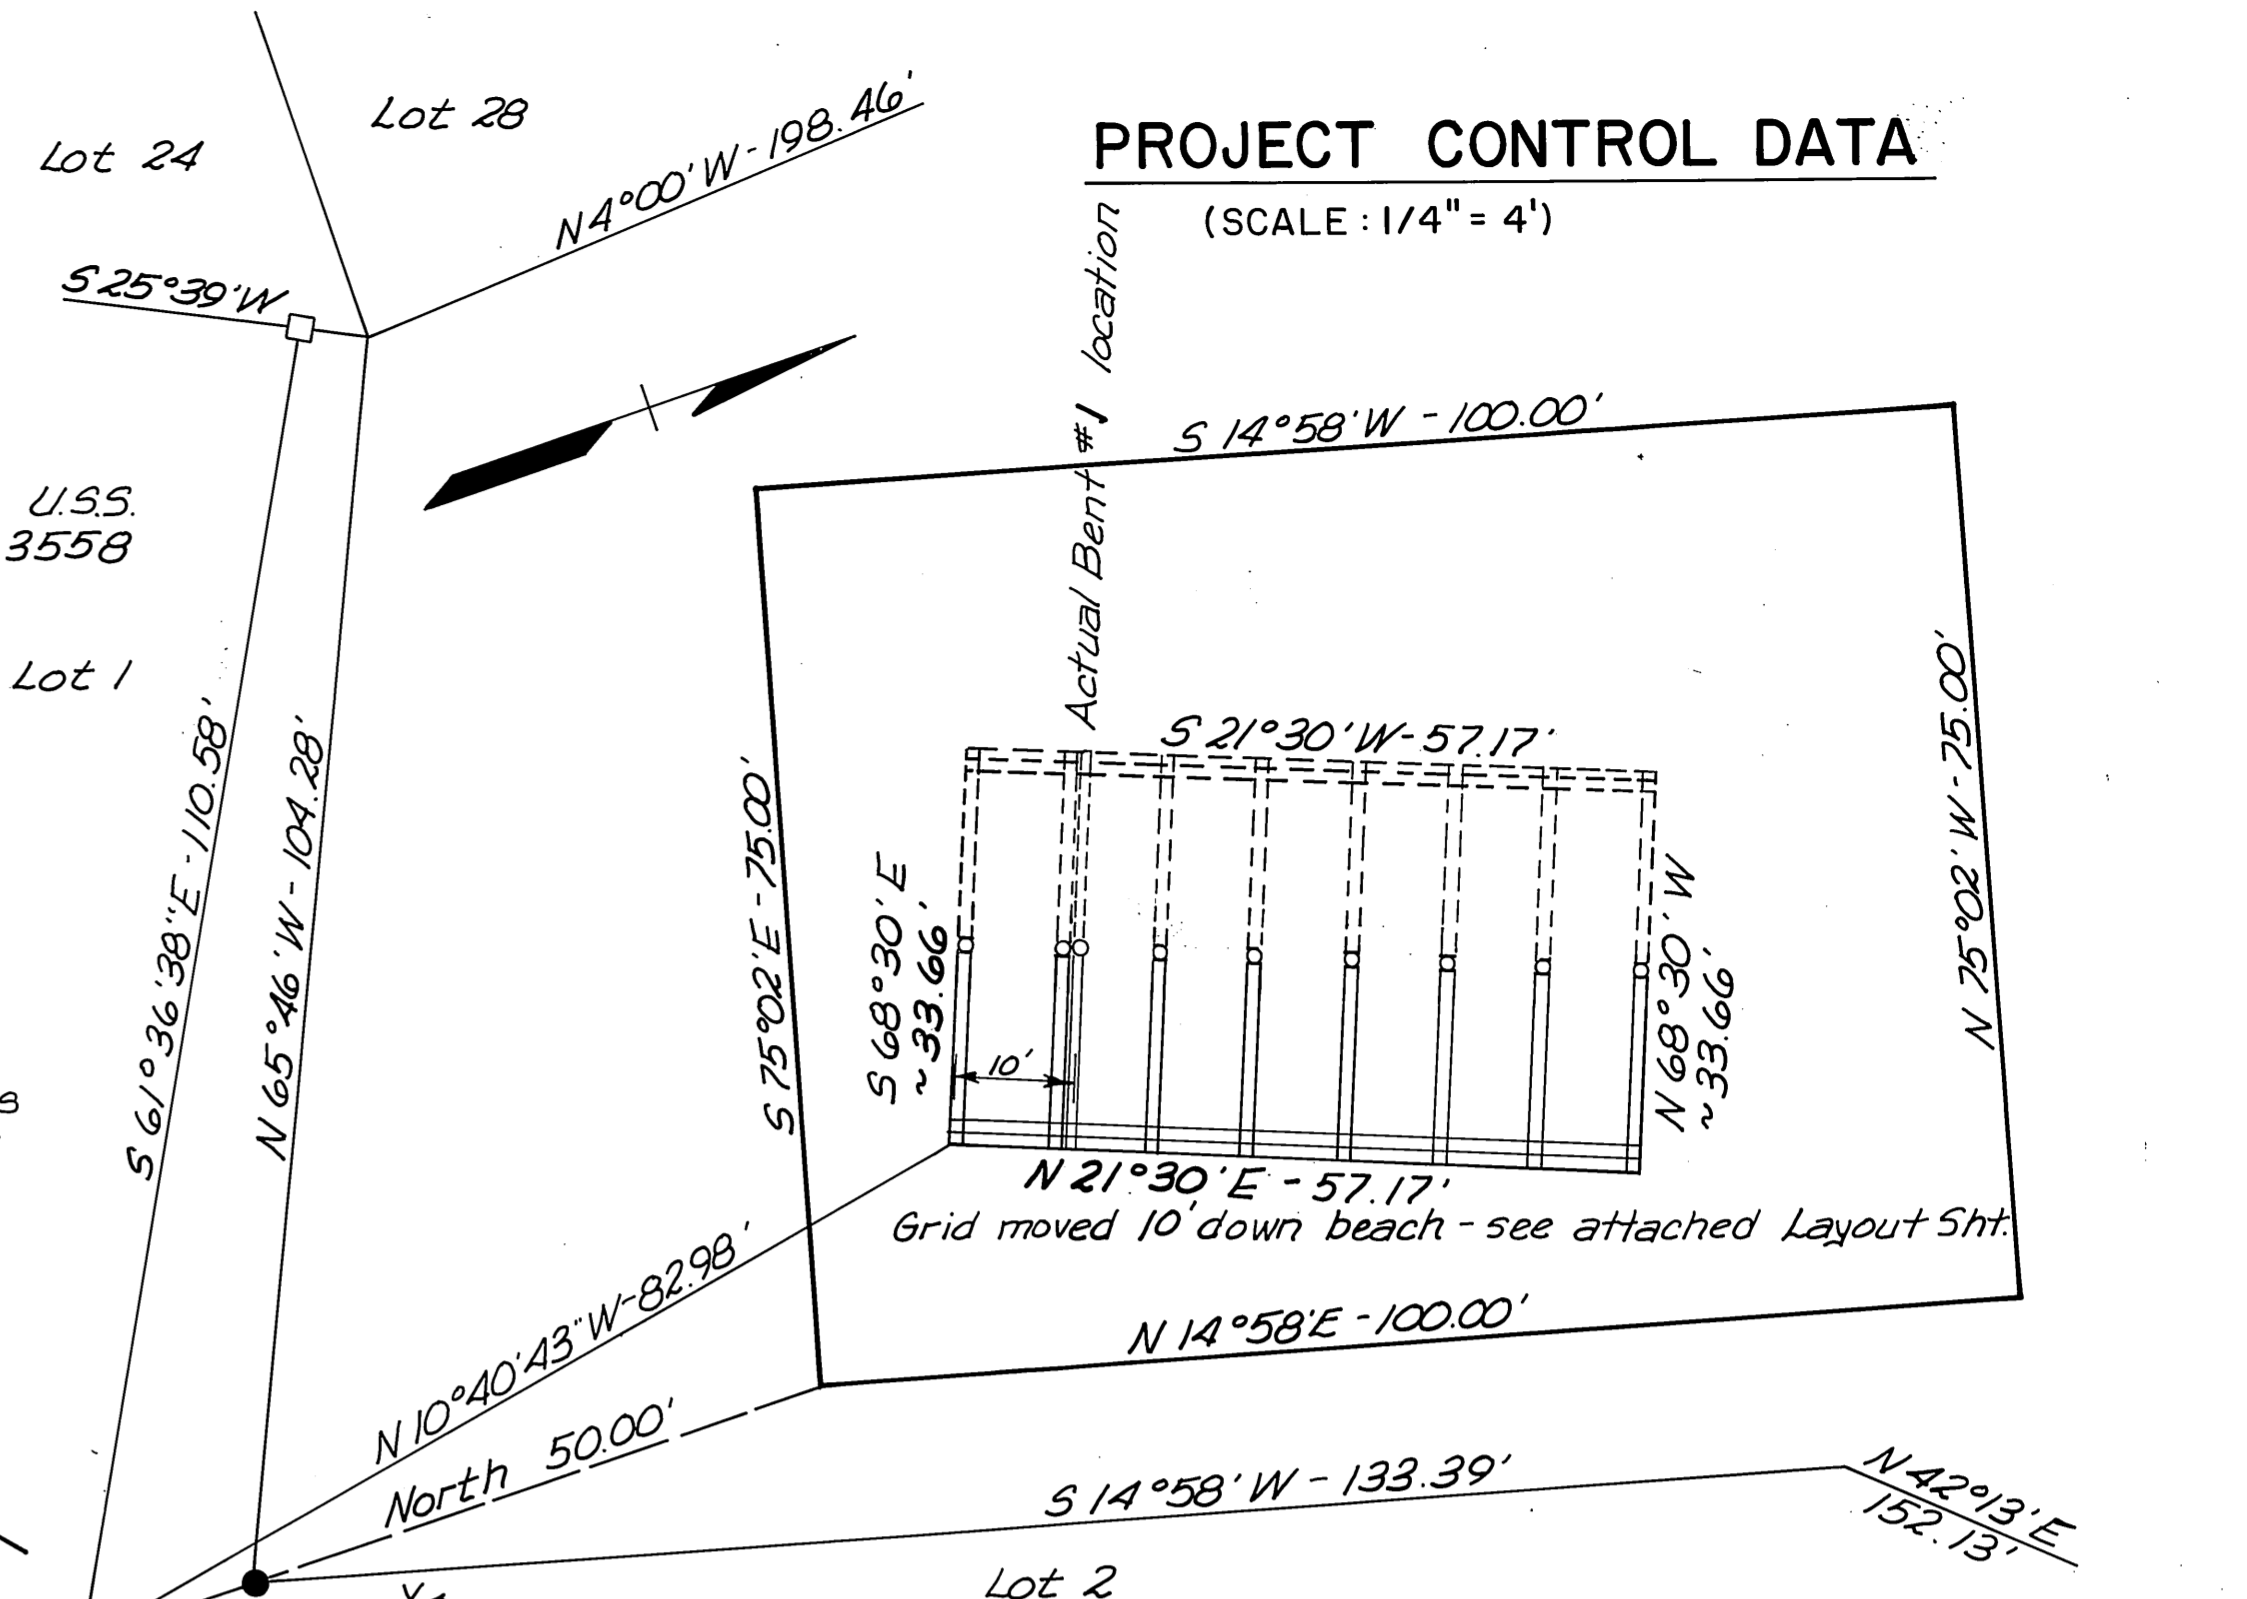 Lot 24
Lot 28
N4°00'W-198.46'
PROJECT CONTROL DATA
(SCALE : 1/4" = 4')
S25°39'W
U.S.S.
3558
Lot 1
S 61°36'38"E-110.58'
N 65°46'W-104.28'
Actual Bent #1 location
S 14°58'W - 100.00'
S 75°02'E - 75.00'
N 75°02'W - 75.00'
S 21°30'W - 57.17'
S 68°30'E
~33.66'
10'
N 68°30'W
~33.66'
N 21°30'E - 57.17'
Grid moved 10' down beach - see attached Layout Sht.
N 14°58'E - 100.00'
N 10°40'43"W-82.98'
North 50.00'
S 14°58'W - 133.39'
N 42°13'E
152.13'
Lot 2